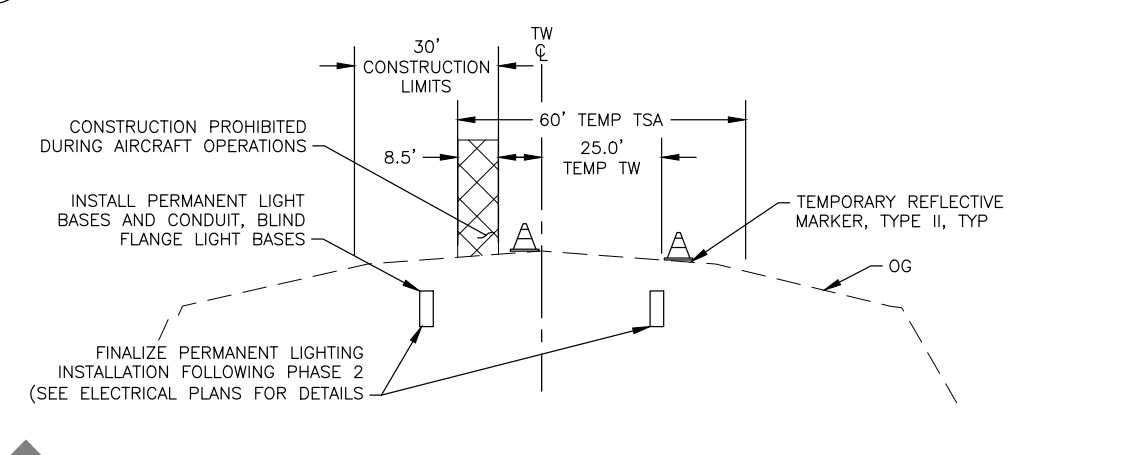 TW
℄
30'
CONSTRUCTION
LIMITS
60' TEMP TSA
CONSTRUCTION PROHIBITED
DURING AIRCRAFT OPERATIONS
8.5'
25.0'
TEMP TW
INSTALL PERMANENT LIGHT
BASES AND CONDUIT, BLIND
FLANGE LIGHT BASES
TEMPORARY REFLECTIVE
MARKER, TYPE II, TYP
OG
FINALIZE PERMANENT LIGHTING
INSTALLATION FOLLOWING PHASE 2
(SEE ELECTRICAL PLANS FOR DETAILS